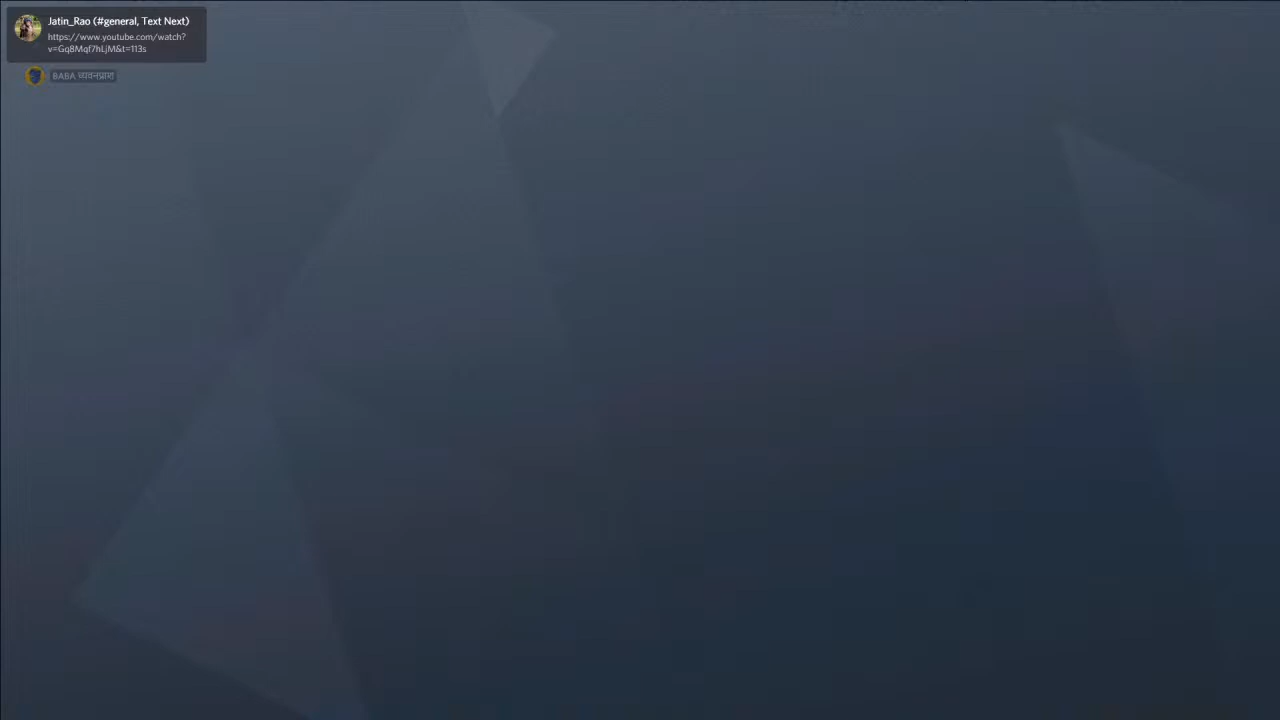 Jatin_Rao (#general, Text Next)
https://www.youtube.com/watch?
v=Gq8Mqf7hLjM&t=113s
BABA च्यवनप्राश